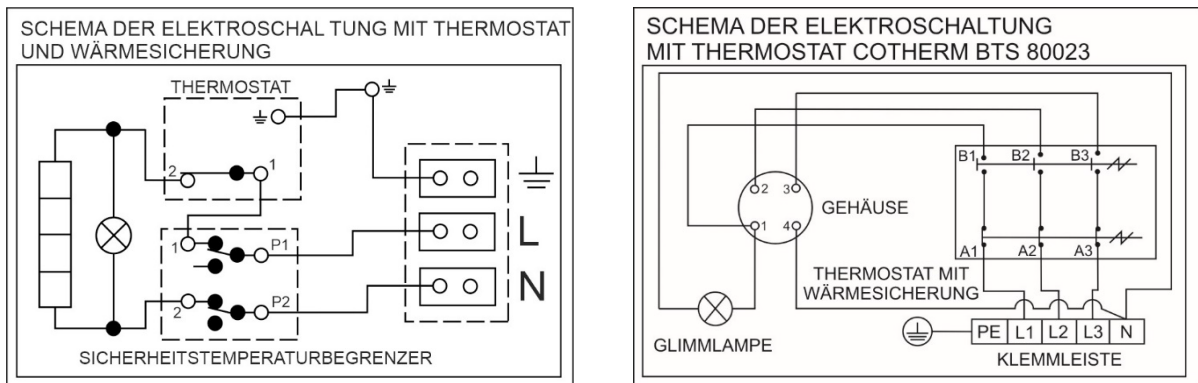 SCHEMA DER ELEKTROSCHAL TUNG MIT THERMOSTAT
UND WÄRMESICHERUNG
THERMOSTAT
2
1
1
P1
L
2
P2
N
SICHERHEITSTEMPERATURBEGRENZER
SCHEMA DER ELEKTROSCHALTUNG
MIT THERMOSTAT COTHERM BTS 80023
B1 B2 B3
2 3
GEHÄUSE
1 4
A1 A2 A3
THERMOSTAT MIT
WÄRMESICHERUNG
GLIMMLAMPE
PE L1 L2 L3 N
KLEMMLEISTE